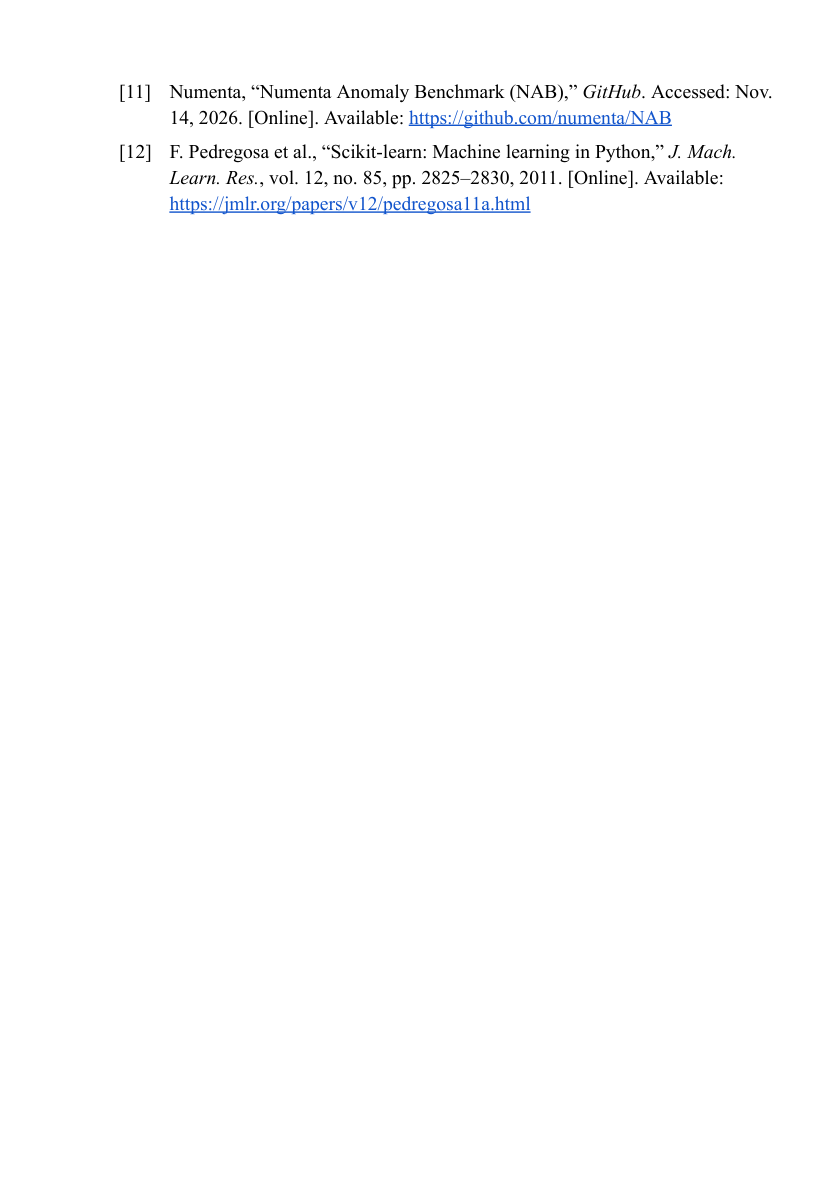 [11] Numenta, “Numenta Anomaly Benchmark (NAB),” GitHub. Accessed: Nov.
14, 2026. [Online]. Available: https://github.com/numenta/NAB
[12] F. Pedregosa et al., “Scikit-learn: Machine learning in Python,” J. Mach.
Learn. Res., vol. 12, no. 85, pp. 2825–2830, 2011. [Online]. Available:
https://jmlr.org/papers/v12/pedregosa11a.html